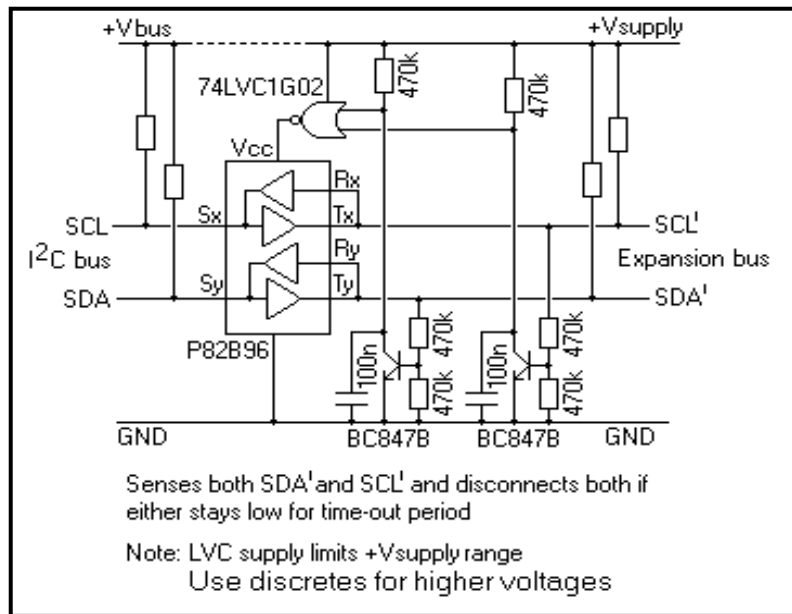 +Vbus
+Vsupply
74LVC1G02
470k
470k
Vcc
Rx
Sx
Tx
SCL
SCL'
I²C bus
Ry
Expansion bus
Sy
Ty
SDA
SDA'
P82B96
100n
470k
470k
100n
470k
470k
GND
BC847B
BC847B
GND
Senses both SDA' and SCL' and disconnects both if
either stays low for time-out period
Note: LVC supply limits +Vsupply range
Use discretes for higher voltages